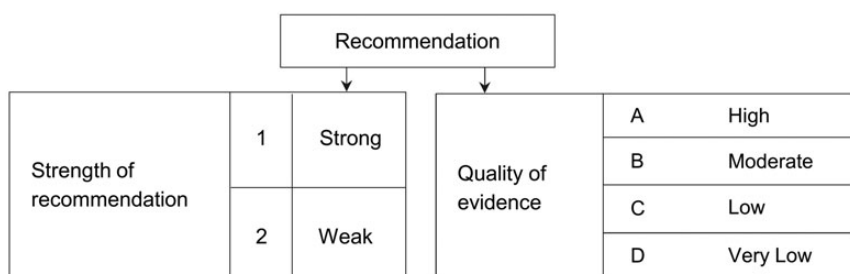 Recommendation
Strength of
recommendation
1 Strong
2 Weak
Quality of
evidence
A High
B Moderate
C Low
D Very Low